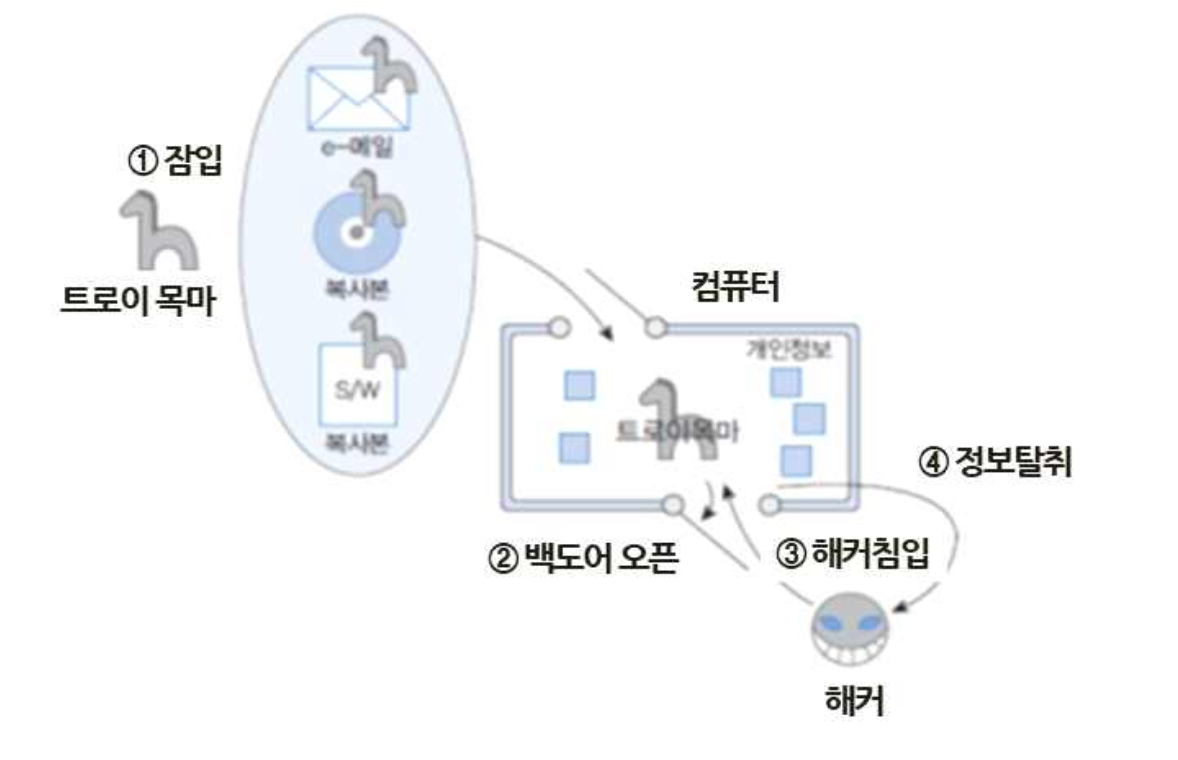 ① 잠입
트로이 목마
e-메일
복사본
S/W
복사본
컴퓨터
개인정보
트로이목마
② 백도어 오픈
③ 해커침입
④ 정보탈취
해커